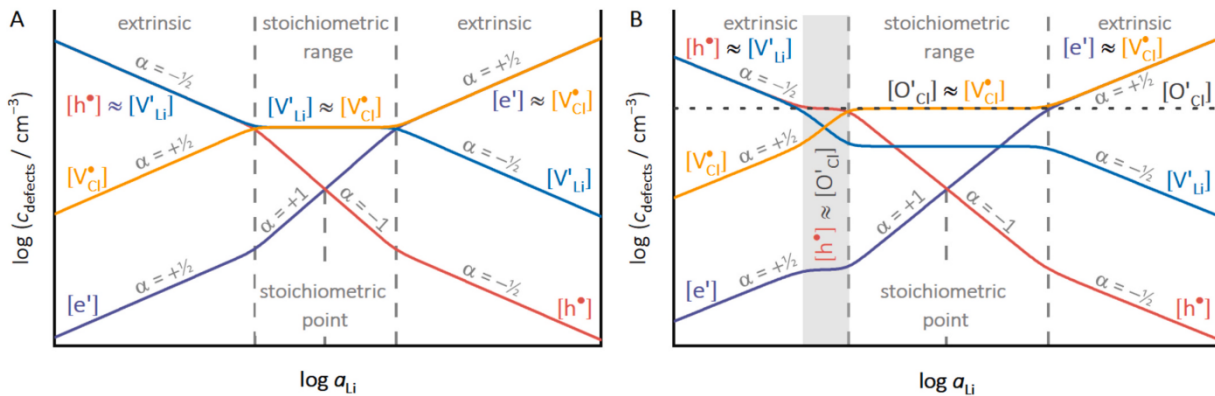 A
extrinsic
stoichiometric
range
extrinsic
α = –½
α = +½
[h•] ≈ [V'Li]
[V'Li] ≈ [V•Cl]
[e'] ≈ [V•Cl]
[V•Cl]
α = +½
α = –½
[V'Li]
α = +1
α = –1
α = +½
α = –½
[e']
stoichiometric
point
[h•]
log (cdefects / cm⁻³)
log aLi
B
extrinsic
stoichiometric
range
extrinsic
[h•] ≈ [V'Li]
[e'] ≈ [V•Cl]
α = –½
[O'Cl] ≈ [V•Cl]
α = +½
[O'Cl]
[V•Cl]
α = +½
[h•] ≈ [O'Cl]
α = –½
[V'Li]
α = +1
α = –1
α = +½
α = –½
[e']
stoichiometric
point
[h•]
log (cdefects / cm⁻³)
log aLi